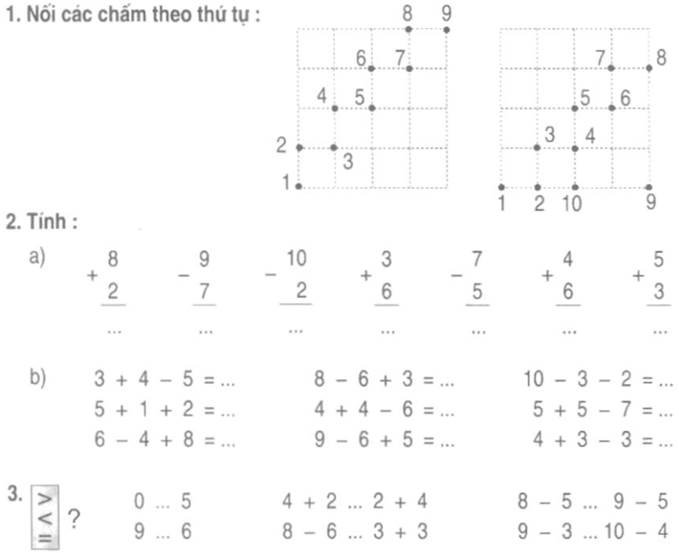 1. Nối các chấm theo thứ tự :
8 9
6 7
4 5
2
3
1
7 8
5 6
3 4
1 2 10 9
2. Tính :
a) + 8 2 ... − 9 7 ... − 10 2 ... + 3 6 ... − 7 5 ... + 4 6 ... + 5 3 ...
b) 3 + 4 − 5 = ... 8 − 6 + 3 = ... 10 − 3 − 2 = ...
5 + 1 + 2 = ... 4 + 4 − 6 = ... 5 + 5 − 7 = ...
6 − 4 + 8 = ... 9 − 6 + 5 = ... 4 + 3 − 3 = ...
3. > < = ?
0 ... 5 4 + 2 ... 2 + 4 8 − 5 ... 9 − 5
9 ... 6 8 − 6 ... 3 + 3 9 − 3 ... 10 − 4